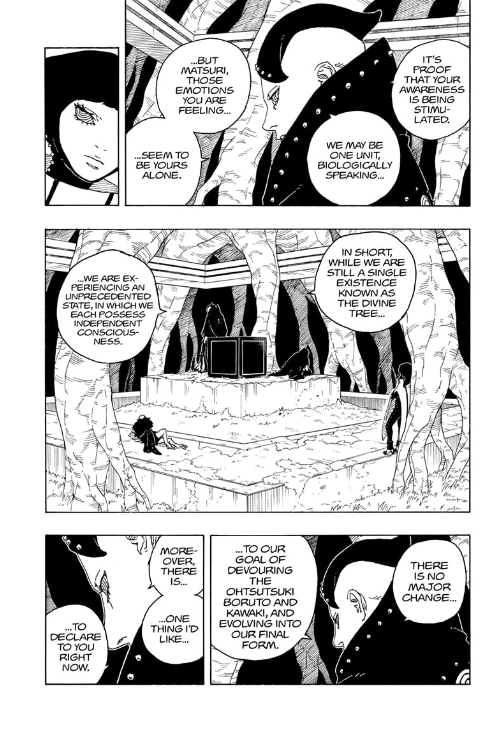 IT'S
PROOF
THAT YOUR
AWARENESS
IS BEING
STIMU-
LATED.
WE MAY BE
ONE UNIT,
BIOLOGICALLY
SPEAKING...
...BUT
MATSURI,
THOSE
EMOTIONS
YOU ARE
FEELING...
...SEEM TO
BE YOURS
ALONE.
IN SHORT,
WHILE WE ARE
STILL A SINGLE
EXISTENCE
KNOWN AS
THE DIVINE
TREE...
...WE ARE EX-
PERIENCING AN
UNPRECEDENTED
STATE, IN WHICH WE
EACH POSSESS
INDEPENDENT
CONSCIOUS-
NESS.
THERE
IS NO
MAJOR
CHANGE...
...TO OUR
GOAL OF
DEVOURING
THE
OHTSUTSUKI
BORUTO AND
KAWAKI, AND
EVOLVING INTO
OUR FINAL
FORM.
MORE-
OVER,
THERE
IS...
...ONE
THING I'D
LIKE...
...TO
DECLARE
TO YOU
RIGHT
NOW.